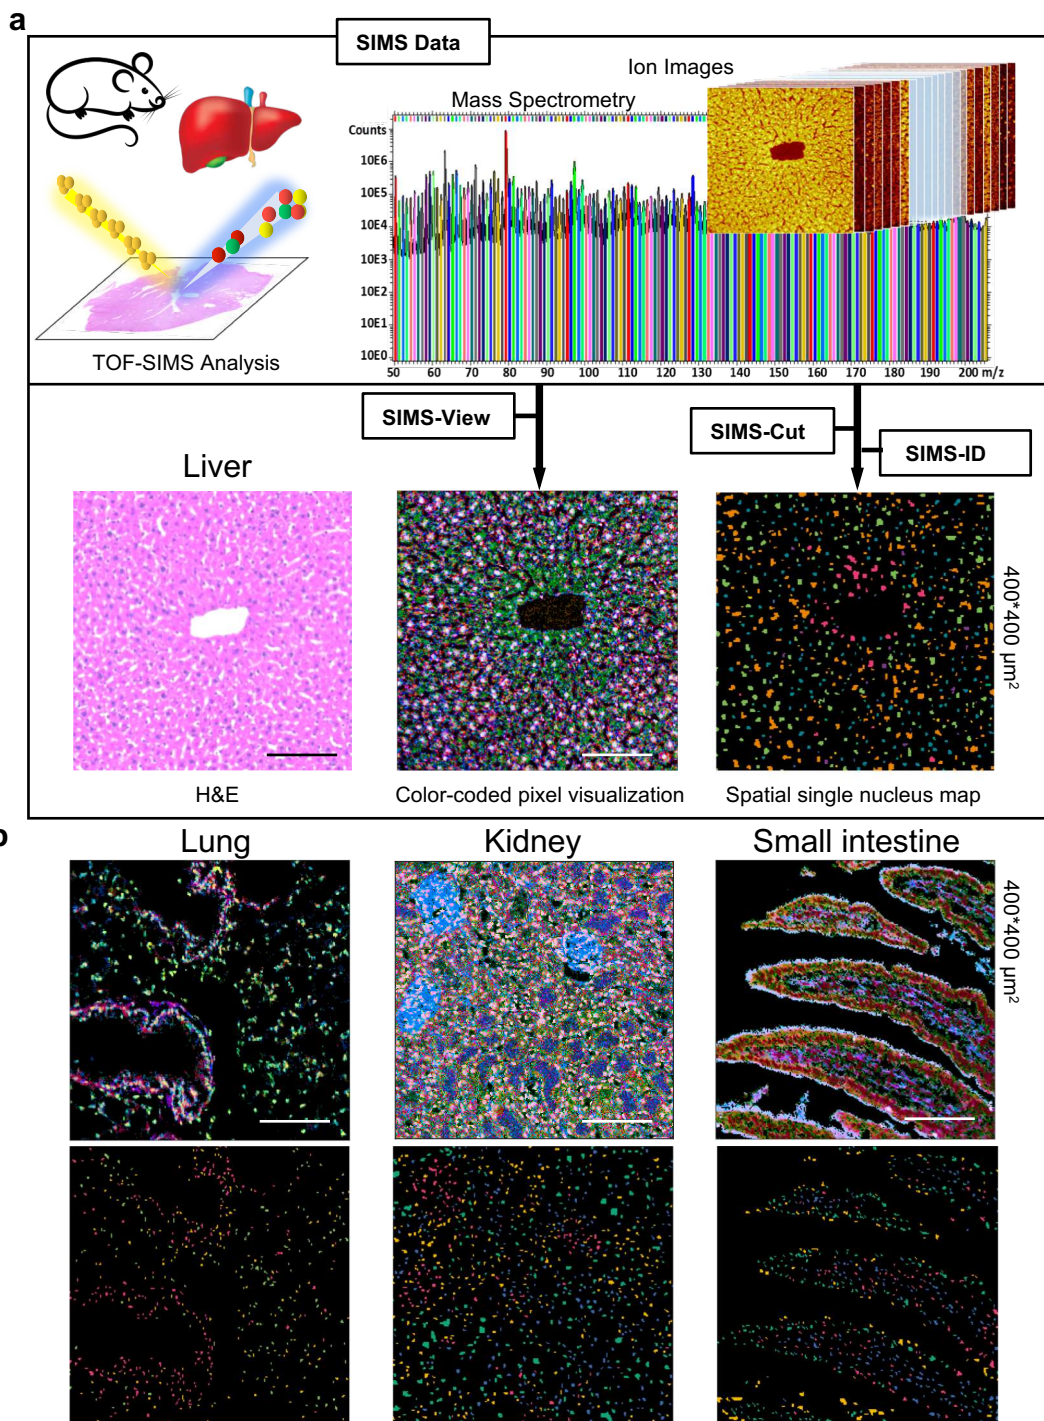 a
SIMS Data
Ion Images
Mass Spectrometry
Counts
10E6
10E5
10E4
10E3
10E2
10E1
10E0
50 60 70 80 90 100 110 120 130 140 150 160 170 180 190 200 m/z
TOF-SIMS Analysis
SIMS-View
SIMS-Cut
SIMS-ID
Liver
400*400 µm²
H&E
Color-coded pixel visualization
Spatial single nucleus map
b
Lung
Kidney
Small intestine
400*400 µm²